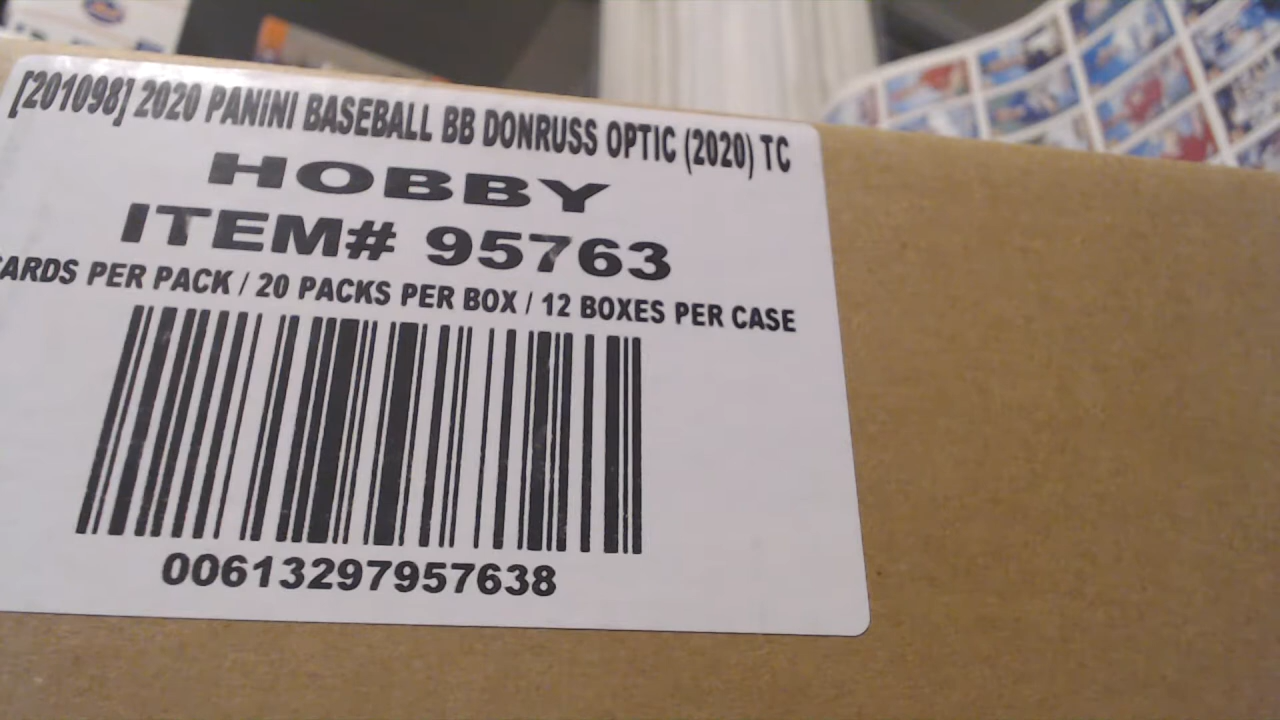 [201098] 2020 PANiNi BASEBALL BB DONRUSS OPTIC (2020) TC
HOBBY
ITEM# 95763
PER PACK / 20 PACKS PER BOX / 12 BOXES PER CASE
00613297957638